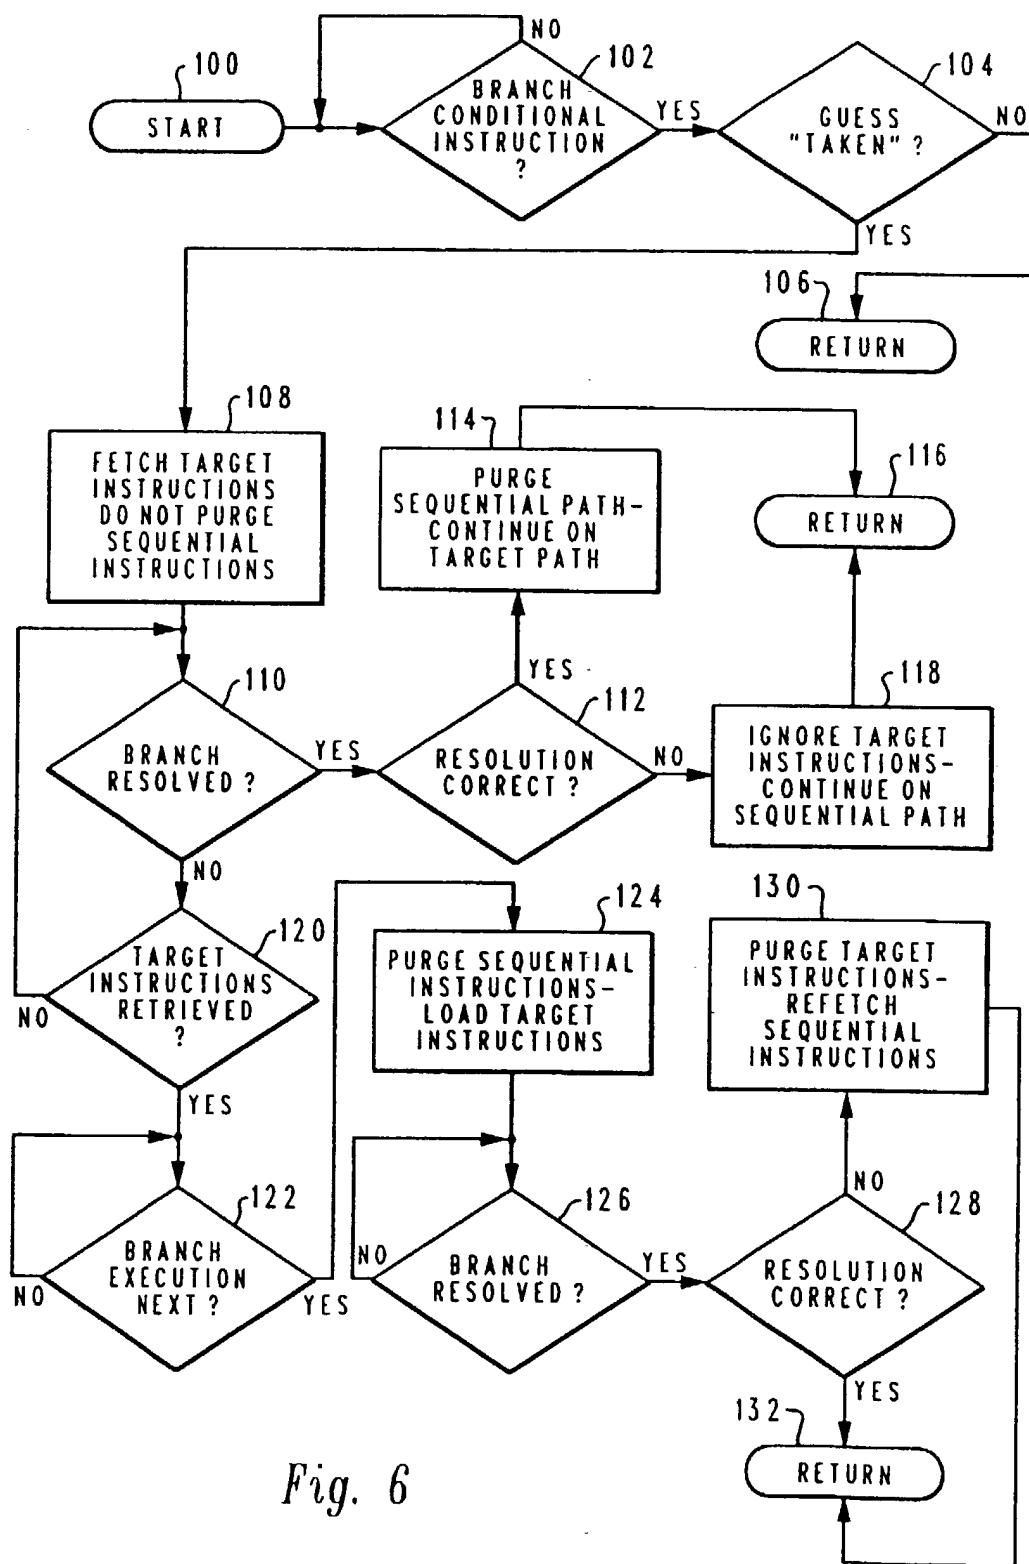 NO
100
START
102
BRANCH
CONDITIONAL
INSTRUCTION
?
YES
104
GUESS
"TAKEN" ?
NO
YES
106
RETURN
108
FETCH TARGET
INSTRUCTIONS
DO NOT PURGE
SEQUENTIAL
INSTRUCTIONS
114
PURGE
SEQUENTIAL PATH-
CONTINUE ON
TARGET PATH
116
RETURN
110
BRANCH
RESOLVED ?
YES
NO
YES
112
RESOLUTION
CORRECT ?
NO
118
IGNORE TARGET
INSTRUCTIONS-
CONTINUE ON
SEQUENTIAL PATH
120
TARGET
INSTRUCTIONS
RETRIEVED
?
NO
YES
124
PURGE SEQUENTIAL
INSTRUCTIONS-
LOAD TARGET
INSTRUCTIONS
130
PURGE TARGET
INSTRUCTIONS-
REFETCH
SEQUENTIAL
INSTRUCTIONS
122
BRANCH
EXECUTION
NEXT ?
NO
YES
126
BRANCH
RESOLVED ?
NO
YES
NO
128
RESOLUTION
CORRECT ?
YES
132
RETURN
Fig. 6